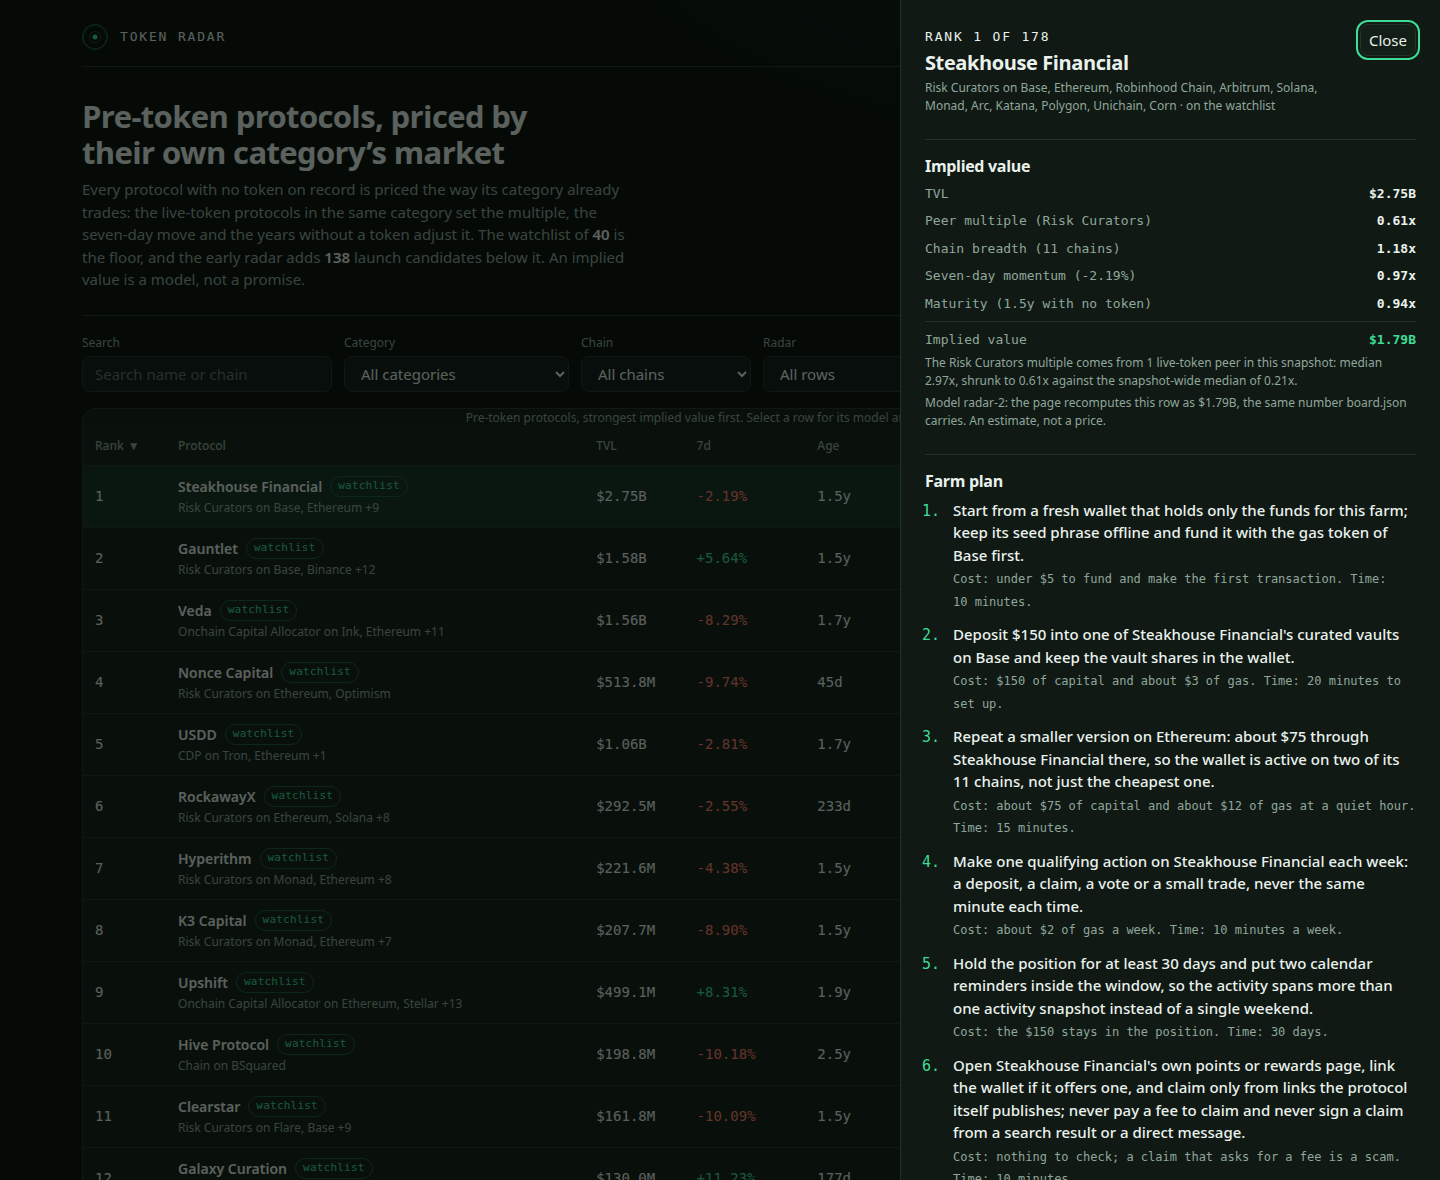 TOKEN RADAR
Pre-token protocols, priced by
their own category’s market
Every protocol with no token on record is priced the way its category already
trades: the live-token protocols in the same category set the multiple, the
seven-day move and the years without a token adjust it. The watchlist of 40 is
the floor, and the early radar adds 138 launch candidates below it. An implied
value is a model, not a promise.
Search Category Chain Radar
Search name or chain All categories All chains All rows
Pre-token protocols, strongest implied value first. Select a row for its model a
Rank ▼ Protocol TVL 7d Age
1 Steakhouse Financial watchlist $2.75B -2.19% 1.5y
Risk Curators on Base, Ethereum +9
2 Gauntlet watchlist $1.58B +5.64% 1.5y
Risk Curators on Base, Binance +12
3 Veda watchlist $1.56B -8.29% 1.7y
Onchain Capital Allocator on Ink, Ethereum +11
4 Nonce Capital watchlist $513.8M -9.74% 45d
Risk Curators on Ethereum, Optimism
5 USDD watchlist $1.06B -2.81% 1.7y
CDP on Tron, Ethereum +1
6 RockawayX watchlist $292.5M -2.55% 233d
Risk Curators on Ethereum, Solana +8
7 Hyperithm watchlist $221.6M -4.38% 1.5y
Risk Curators on Monad, Ethereum +8
8 K3 Capital watchlist $207.7M -8.90% 1.5y
Risk Curators on Monad, Ethereum +7
9 Upshift watchlist $499.1M +8.31% 1.9y
Onchain Capital Allocator on Ethereum, Stellar +13
10 Hive Protocol watchlist $198.8M -10.18% 2.5y
Chain on BSquared
11 Clearstar watchlist $161.8M -10.09% 1.5y
Risk Curators on Flare, Base +9
12 Galaxy Curation watchlist $130.0M +11.23% 177d
RANK 1 OF 178
Close
Steakhouse Financial
Risk Curators on Base, Ethereum, Robinhood Chain, Arbitrum, Solana,
Monad, Arc, Katana, Polygon, Unichain, Corn · on the watchlist
Implied value
TVL $2.75B
Peer multiple (Risk Curators) 0.61x
Chain breadth (11 chains) 1.18x
Seven-day momentum (-2.19%) 0.97x
Maturity (1.5y with no token) 0.94x
Implied value $1.79B
The Risk Curators multiple comes from 1 live-token peer in this snapshot: median
2.97x, shrunk to 0.61x against the snapshot-wide median of 0.21x.
Model radar-2: the page recomputes this row as $1.79B, the same number board.json
carries. An estimate, not a price.
Farm plan
1. Start from a fresh wallet that holds only the funds for this farm;
keep its seed phrase offline and fund it with the gas token of
Base first.
Cost: under $5 to fund and make the first transaction. Time:
10 minutes.
2. Deposit $150 into one of Steakhouse Financial's curated vaults
on Base and keep the vault shares in the wallet.
Cost: $150 of capital and about $3 of gas. Time: 20 minutes to
set up.
3. Repeat a smaller version on Ethereum: about $75 through
Steakhouse Financial there, so the wallet is active on two of its
11 chains, not just the cheapest one.
Cost: about $75 of capital and about $12 of gas at a quiet hour.
Time: 15 minutes.
4. Make one qualifying action on Steakhouse Financial each week:
a deposit, a claim, a vote or a small trade, never the same
minute each time.
Cost: about $2 of gas a week. Time: 10 minutes a week.
5. Hold the position for at least 30 days and put two calendar
reminders inside the window, so the activity spans more than
one activity snapshot instead of a single weekend.
Cost: the $150 stays in the position. Time: 30 days.
6. Open Steakhouse Financial's own points or rewards page, link
the wallet if it offers one, and claim only from links the protocol
itself publishes; never pay a fee to claim and never sign a claim
from a search result or a direct message.
Cost: nothing to check; a claim that asks for a fee is a scam.
Time: 10 minutes